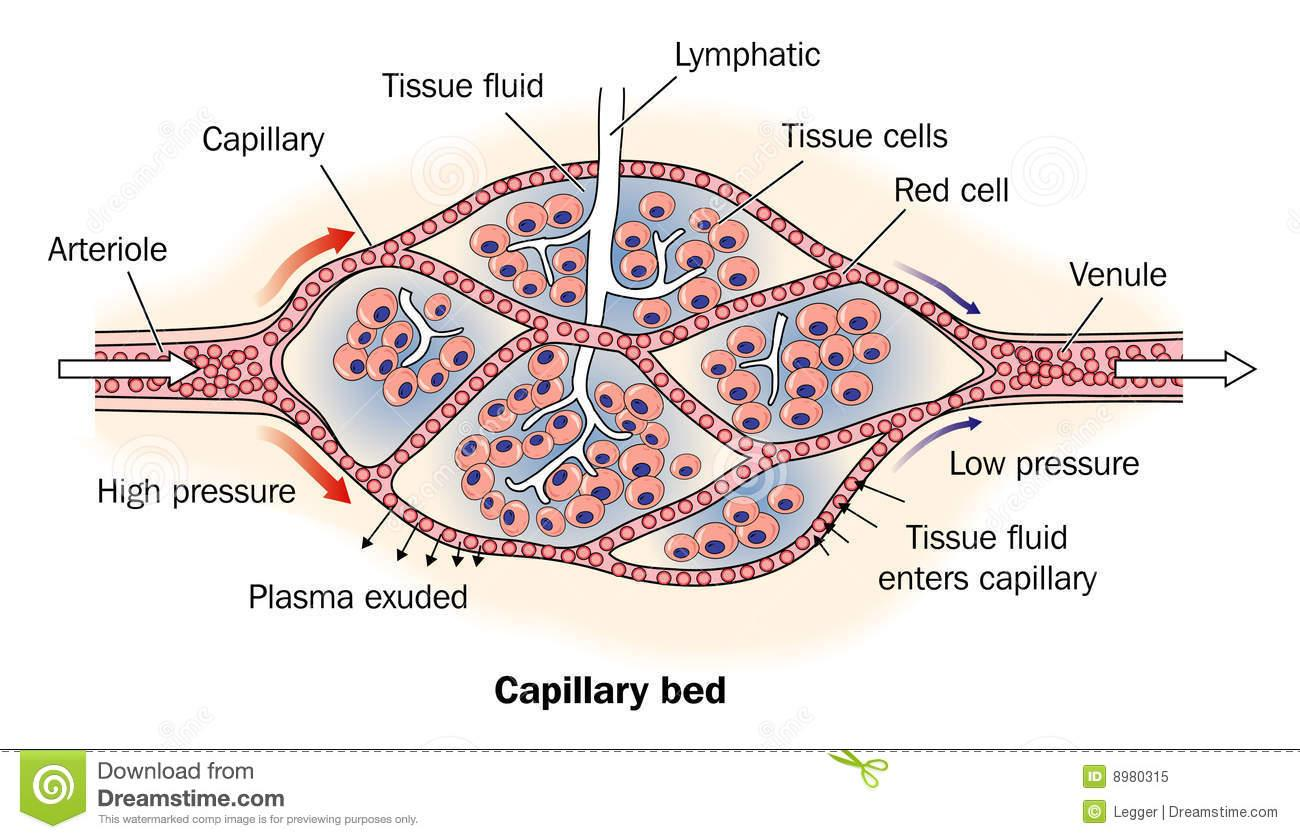 Lymphatic
Tissue fluid
Capillary
Tissue cells
Red cell
Arteriole
Venule
High pressure
Low pressure
Plasma exuded
Tissue fluid
enters capillary
Capillary bed
dreamstime
Download from
Dreamstime.com
This watermarked comp image is for previewing purposes only.
ID 8980315
© Legger | Dreamstime.com